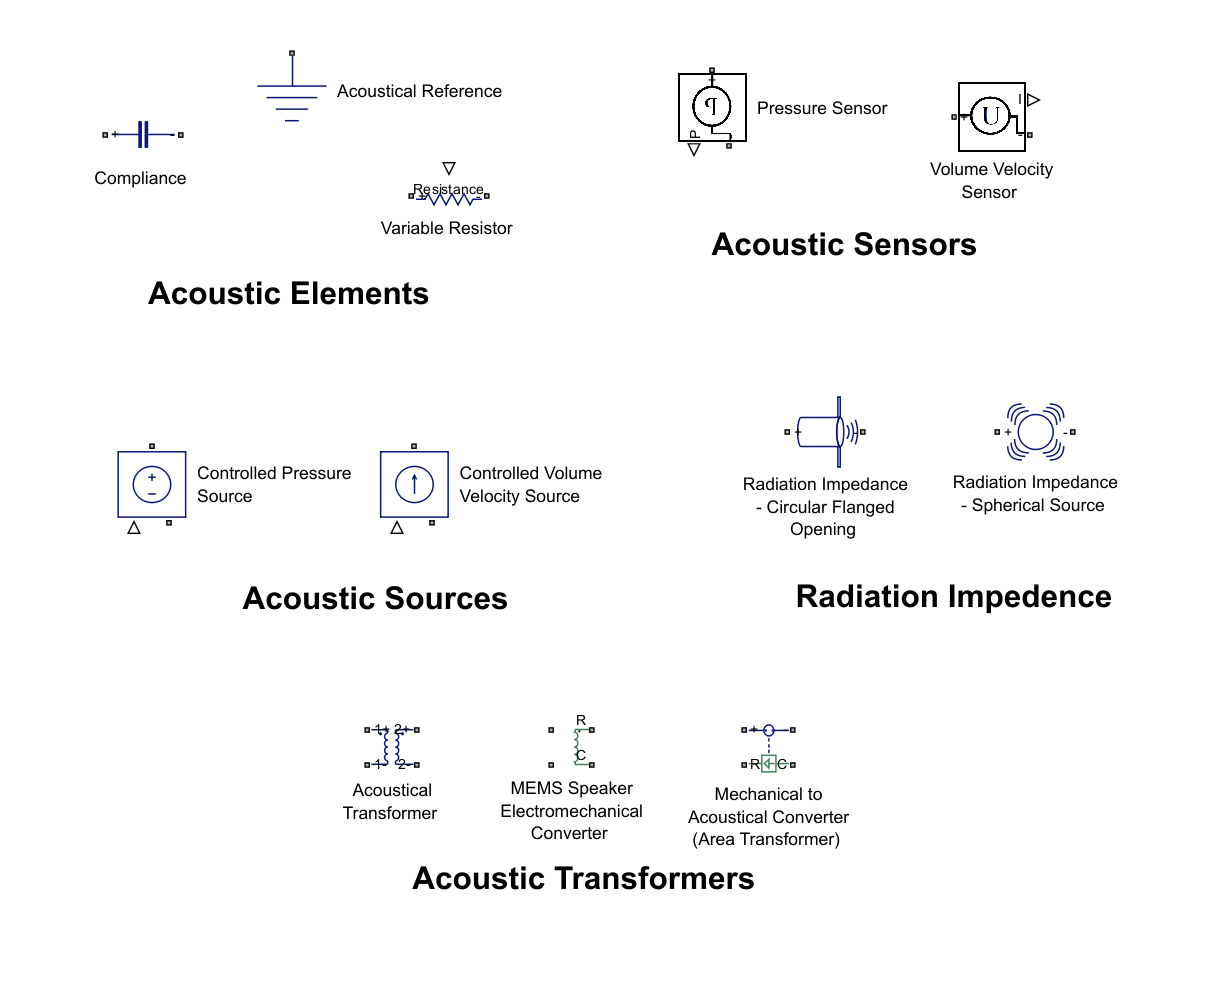 Acoustical Reference
+
-
Compliance
Resistance
+
-
Variable Resistor
Acoustic Elements
+
P
-
Pressure Sensor
+
U
I
-
Volume Velocity
Sensor
Acoustic Sensors
+
−
Controlled Pressure
Source
Controlled Volume
Velocity Source
Acoustic Sources
+
-
Radiation Impedance
- Circular Flanged
Opening
+
-
Radiation Impedance
- Spherical Source
Radiation Impedence
1+ 2+
1- 2-
Acoustical
Transformer
R
C
MEMS Speaker
Electromechanical
Converter
+
-
R C
Mechanical to
Acoustical Converter
(Area Transformer)
Acoustic Transformers